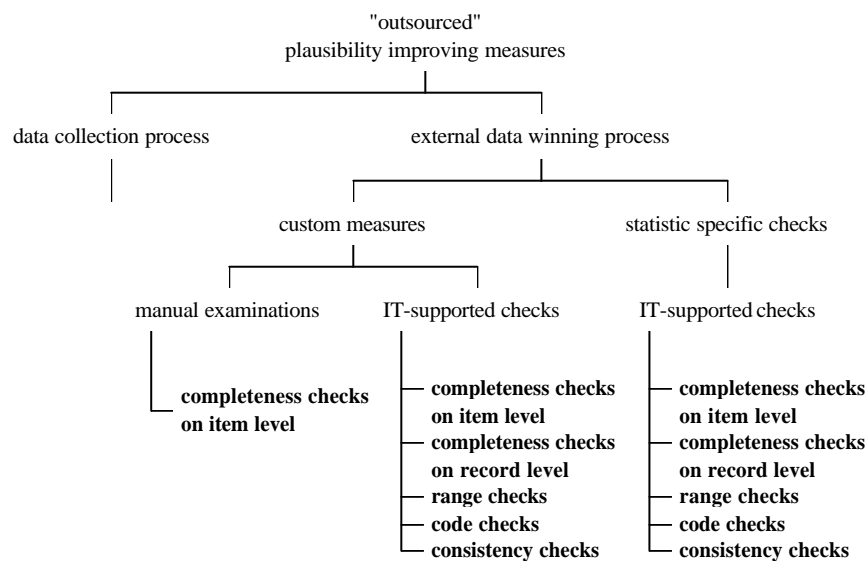 "outsourced"
plausibility improving measures
data collection process
external data winning process
custom measures
statistic specific checks
manual examinations
IT-supported checks
IT-supported checks
completeness checks
on item level
completeness checks
on item level
completeness checks
on record level
range checks
code checks
consistency checks
completeness checks
on item level
completeness checks
on record level
range checks
code checks
consistency checks